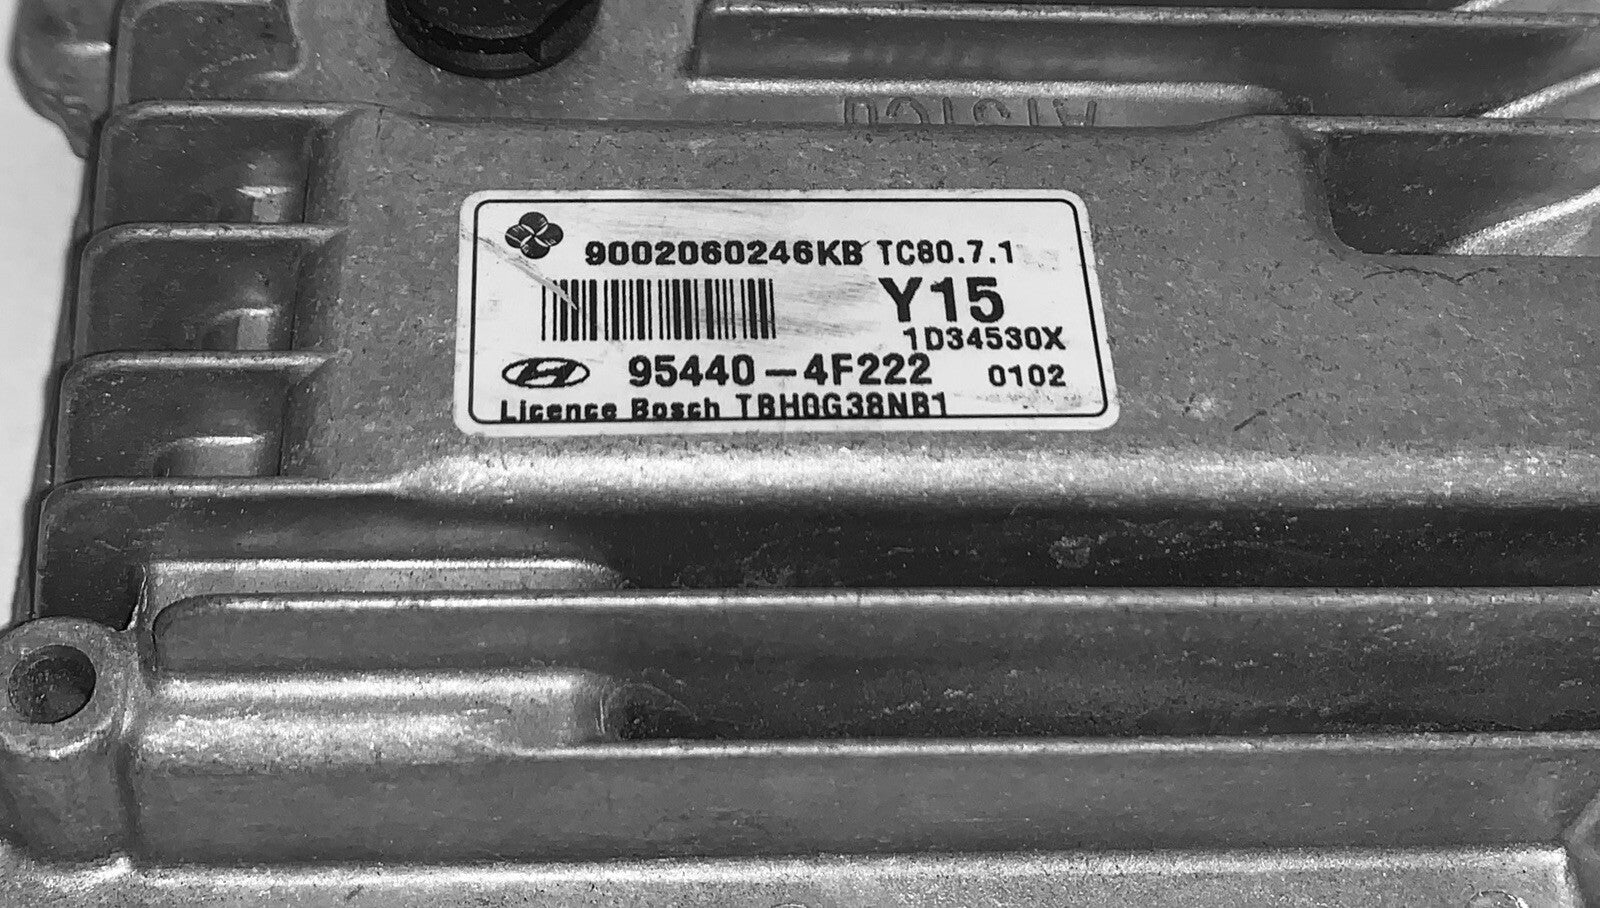 9002060246KB TC80.7.1
Y15
1D34530X
95440-4F222 0102
Licence Bosch TBH0G38NB1